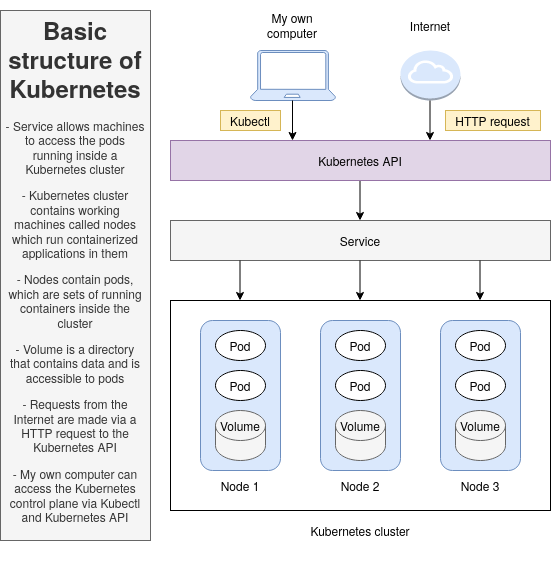 Basic
structure of
Kubernetes
- Service allows machines
to access the pods
running inside a
Kubernetes cluster
- Kubernetes cluster
contains working
machines called nodes
which run containerized
applications in them
- Nodes contain pods,
which are sets of running
containers inside the
cluster
- Volume is a directory
that contains data and is
accessible to pods
- Requests from the
Internet are made via a
HTTP request to the
Kubernetes API
- My own computer can
access the Kubernetes
control plane via Kubectl
and Kubernetes API
My own
computer
Internet
Kubectl
HTTP request
Kubernetes API
Service
Pod
Pod
Volume
Node 1
Pod
Pod
Volume
Node 2
Pod
Pod
Volume
Node 3
Kubernetes cluster